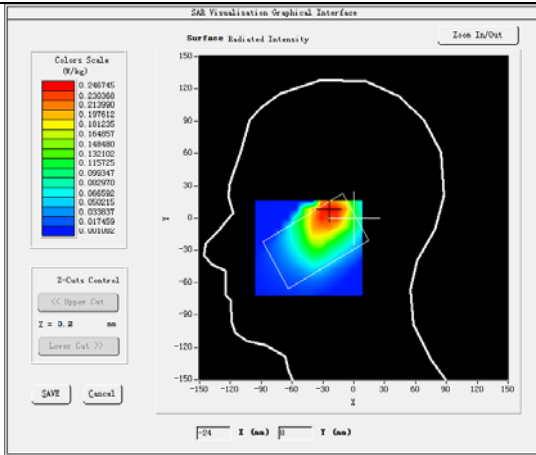 SAR Visualisation Graphical Interface
Surface Radiated Intensity
Zoom In/Out
Colors Scale
(W/kg)
0.246745
0.230368
0.213990
0.197612
0.181235
0.164857
0.148480
0.132102
0.115725
0.099347
0.082970
0.066592
0.050215
0.033837
0.017459
0.001082
150
120
90
60
30
0
-30
-60
-90
-120
-150
Y
-150 -120 -90 -60 -30 0 30 60 90 120 150
X
Z-Cuts Control
<< Upper Cut
Z = 0.2 mm
Lower Cut >>
SAVE Cancel
-24 X (mm) 8 Y (mm)